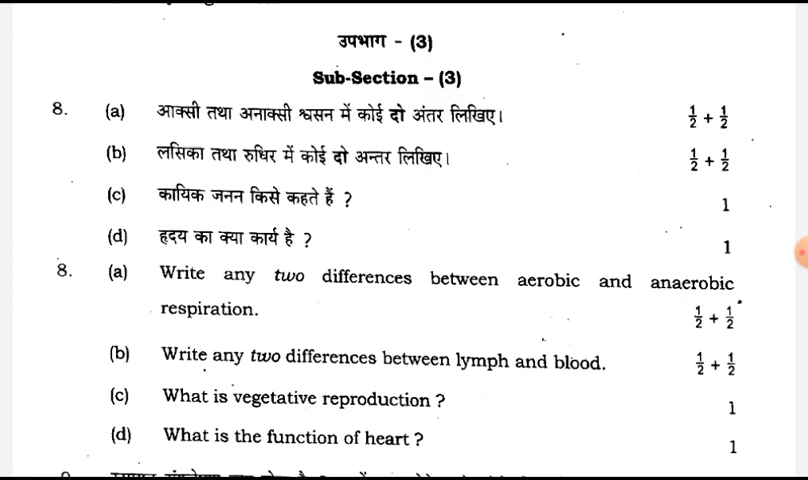 उपभाग - (3)
Sub-Section – (3)
8. (a) आक्सी तथा अनाक्सी श्वसन में कोई दो अंतर लिखिए। ½ + ½
(b) लसिका तथा रुधिर में कोई दो अन्तर लिखिए। ½ + ½
(c) कायिक जनन किसे कहते हैं ? 1
(d) हृदय का क्या कार्य है ? 1
8. (a) Write any two differences between aerobic and anaerobic
respiration. ½ + ½
(b) Write any two differences between lymph and blood. ½ + ½
(c) What is vegetative reproduction ? 1
(d) What is the function of heart ? 1